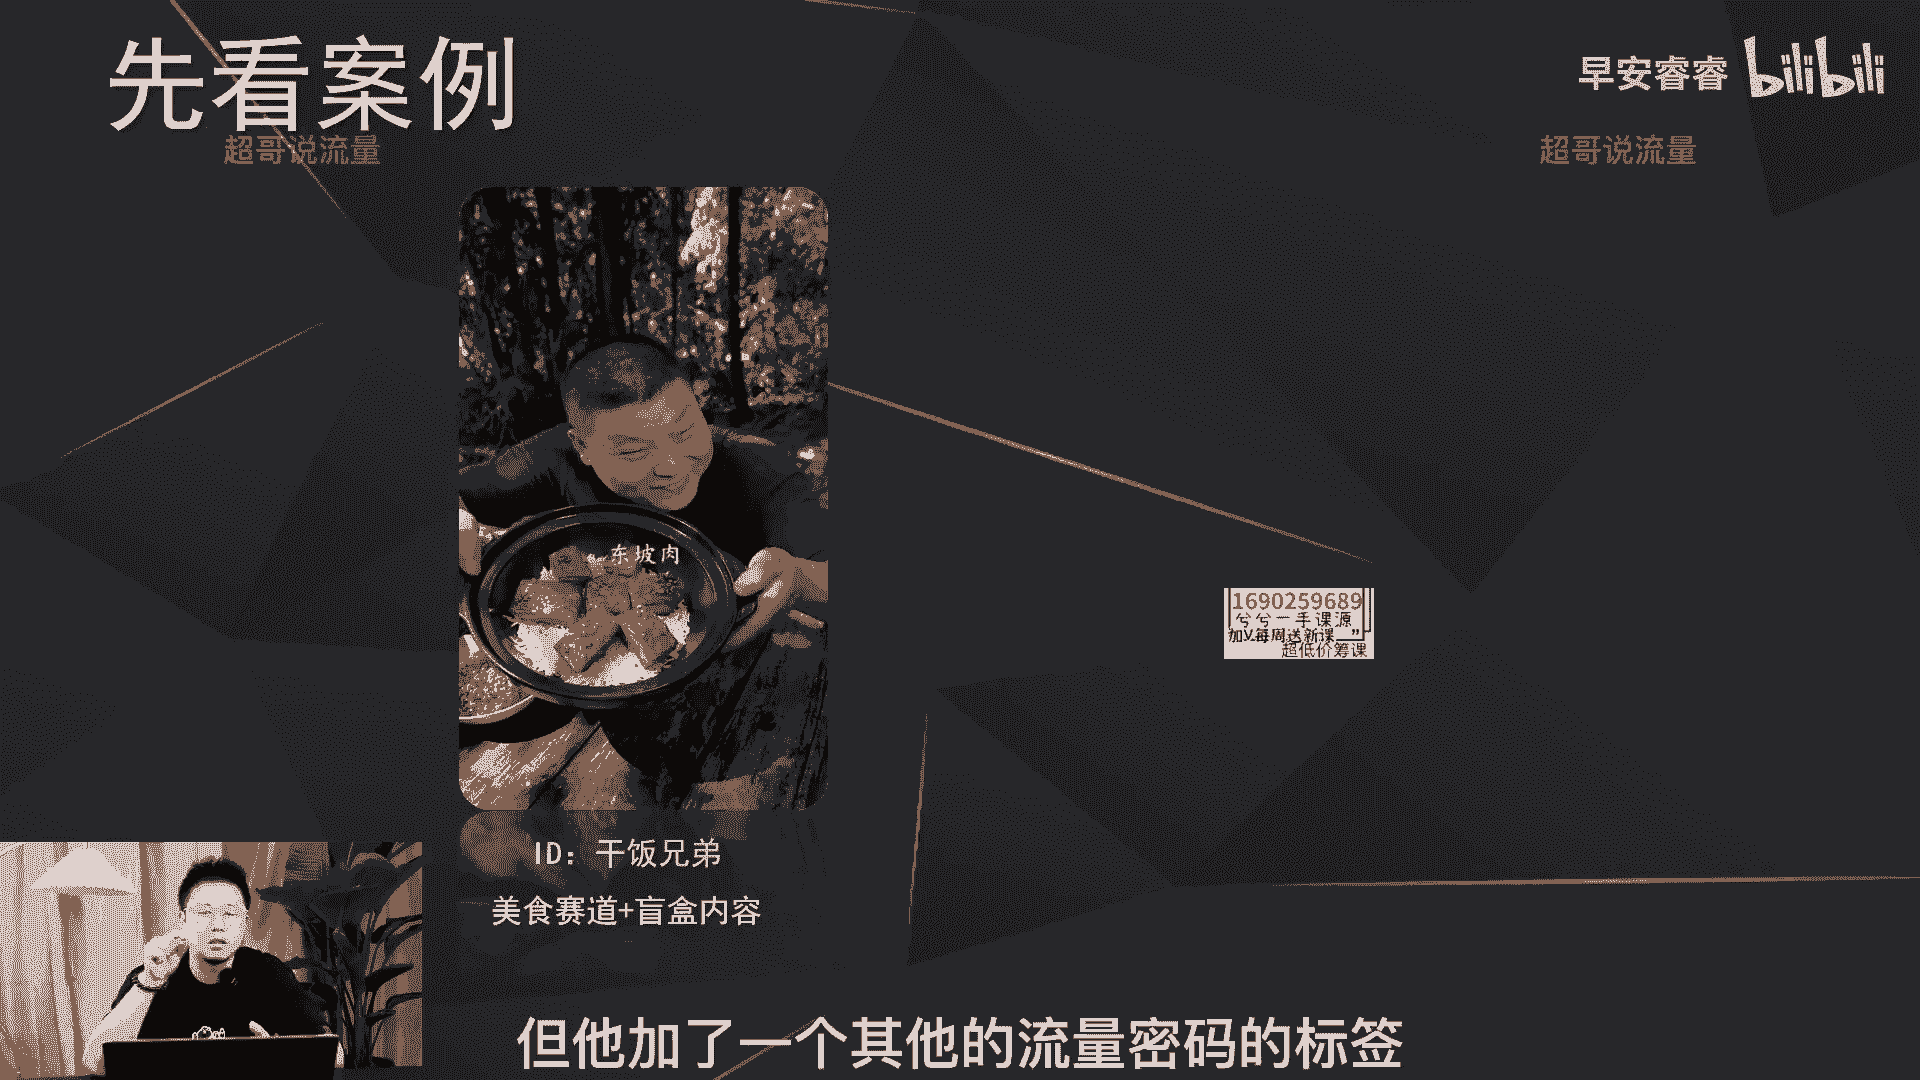 先看案例
早安睿睿 bilibili
超哥说流量
超哥说流量
东坡肉
1690259689
兮兮一手课源
加V每周送新课
超低价筹课
ID：干饭兄弟
美食赛道+盲盒内容
但他加了一个其他的流量密码的标签